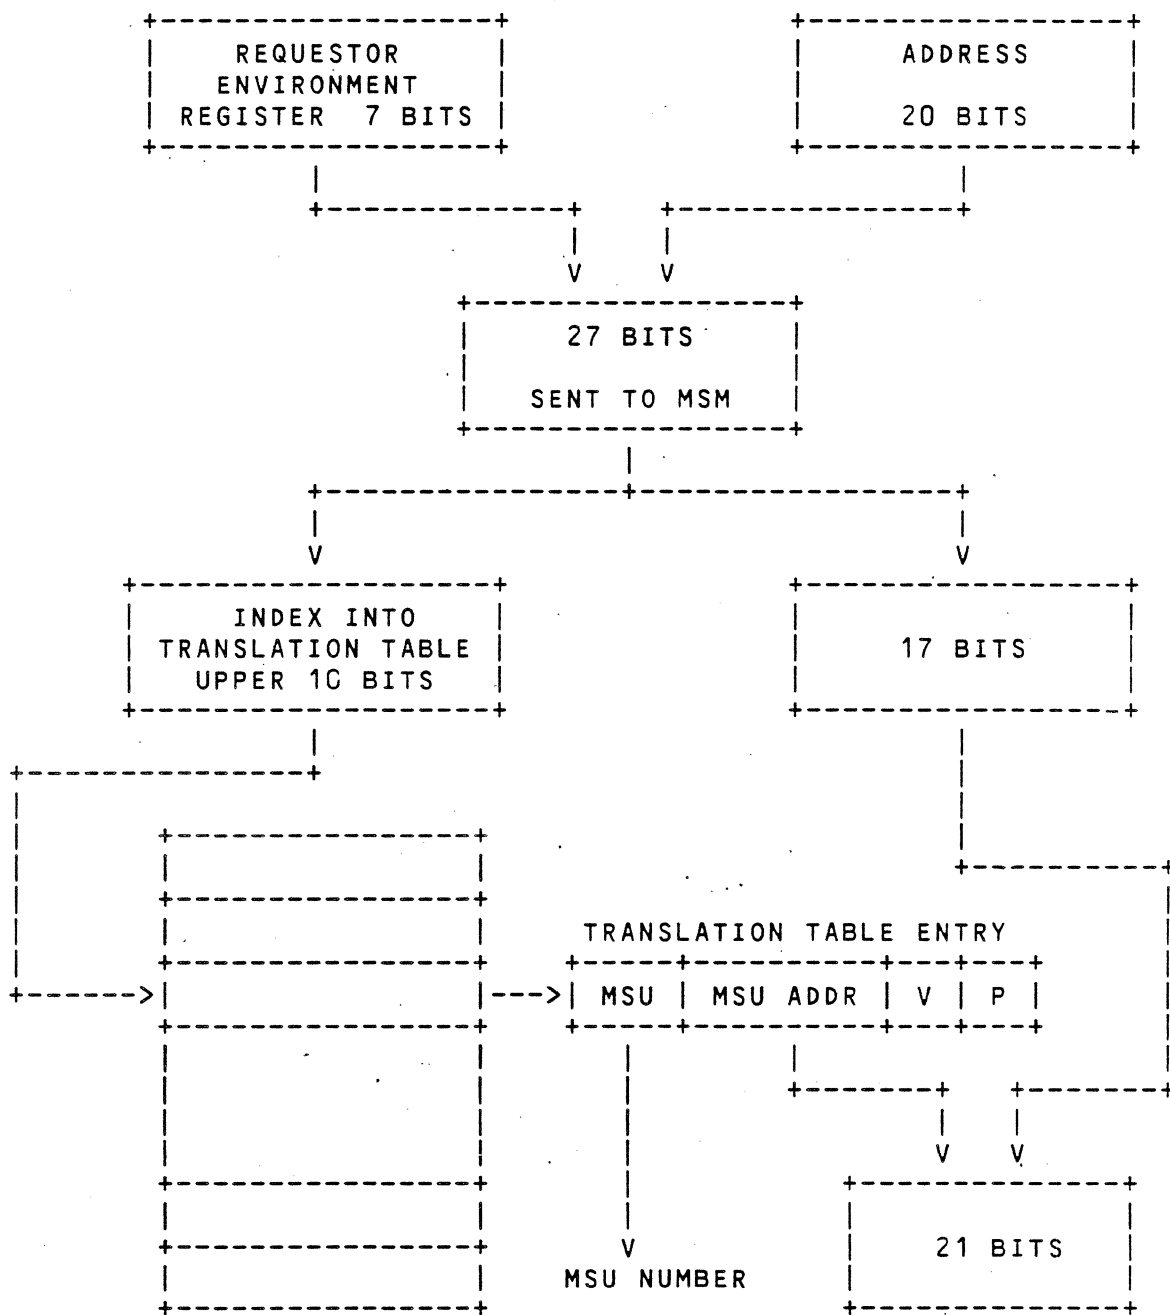 REQUESTOR
ENVIRONMENT
REGISTER 7 BITS
ADDRESS
20 BITS
27 BITS
SENT TO MSM
INDEX INTO
TRANSLATION TABLE
UPPER 10 BITS
17 BITS
TRANSLATION TABLE ENTRY
MSU | MSU ADDR | V | P
21 BITS
MSU NUMBER